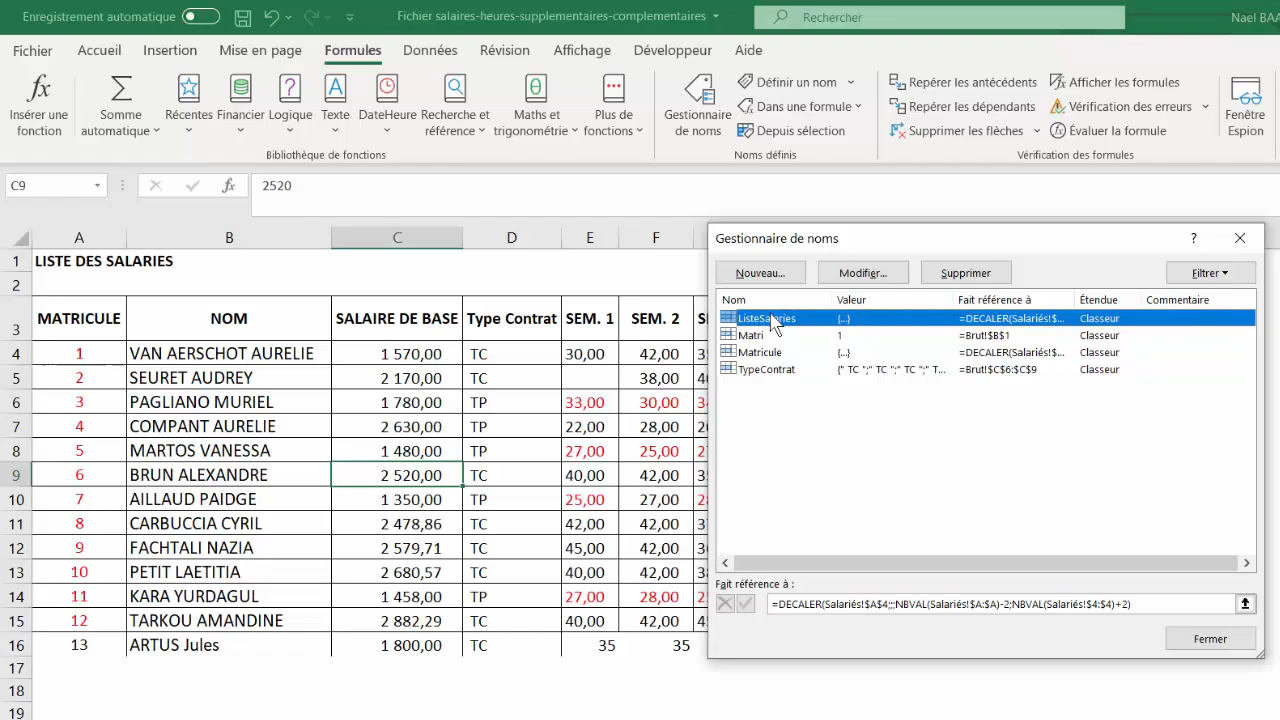 Enregistrement automatique
Fichier salaires-heures-supplementaires-complementaires
Rechercher
Nael BAA
Fichier Accueil Insertion Mise en page Formules Données Révision Affichage Développeur Aide
Insérer une fonction
Somme automatique
Récentes
Financier
Logique
Texte
DateHeure
Recherche et référence
Maths et trigonométrie
Plus de fonctions
Gestionnaire de noms
Définir un nom
Dans une formule
Depuis sélection
Repérer les antécédents
Repérer les dépendants
Supprimer les flèches
Afficher les formules
Vérification des erreurs
Évaluer la formule
Fenêtre Espion
Bibliothèque de fonctions
Noms définis
Vérification des formules
C9 fx 2520
A B C D E F
1 LISTE DES SALARIES
2
3 MATRICULE NOM SALAIRE DE BASE Type Contrat SEM. 1 SEM. 2
4 1 VAN AERSCHOT AURELIE 1 570,00 TC 30,00 42,00
5 2 SEURET AUDREY 2 170,00 TC 38,00
6 3 PAGLIANO MURIEL 1 780,00 TP 33,00 30,00
7 4 COMPANT AURELIE 2 630,00 TP 22,00 28,00
8 5 MARTOS VANESSA 1 480,00 TP 27,00 25,00
9 6 BRUN ALEXANDRE 2 520,00 TC 40,00 42,00
10 7 AILLAUD PAIDGE 1 350,00 TP 25,00 27,00
11 8 CARBUCCIA CYRIL 2 478,86 TC 42,00 42,00
12 9 FACHTALI NAZIA 2 579,71 TC 45,00 42,00
13 10 PETIT LAETITIA 2 680,57 TC 40,00 42,00
14 11 KARA YURDAGUL 1 458,00 TP 27,00 28,00
15 12 TARKOU AMANDINE 2 882,29 TC 40,00 42,00
16 13 ARTUS Jules 1 800,00 TC 35 35
17
18
19
Gestionnaire de noms ?
Nouveau... Modifier... Supprimer Filtrer
Nom Valeur Fait référence à Étendue Commentaire
ListeSalaries {...} =DECALER(Salariés!$... Classeur
Matri 1 =Brut!$B$1 Classeur
Matricule {...} =DECALER(Salariés!$... Classeur
TypeContrat {" TC ";" TC ";" T... =Brut!$C$6:$C$9 Classeur
Fait référence à :
=DECALER(Salariés!$A$4;;;NBVAL(Salariés!$A:$A)-2;NBVAL(Salariés!$4:$4)+2)
Fermer